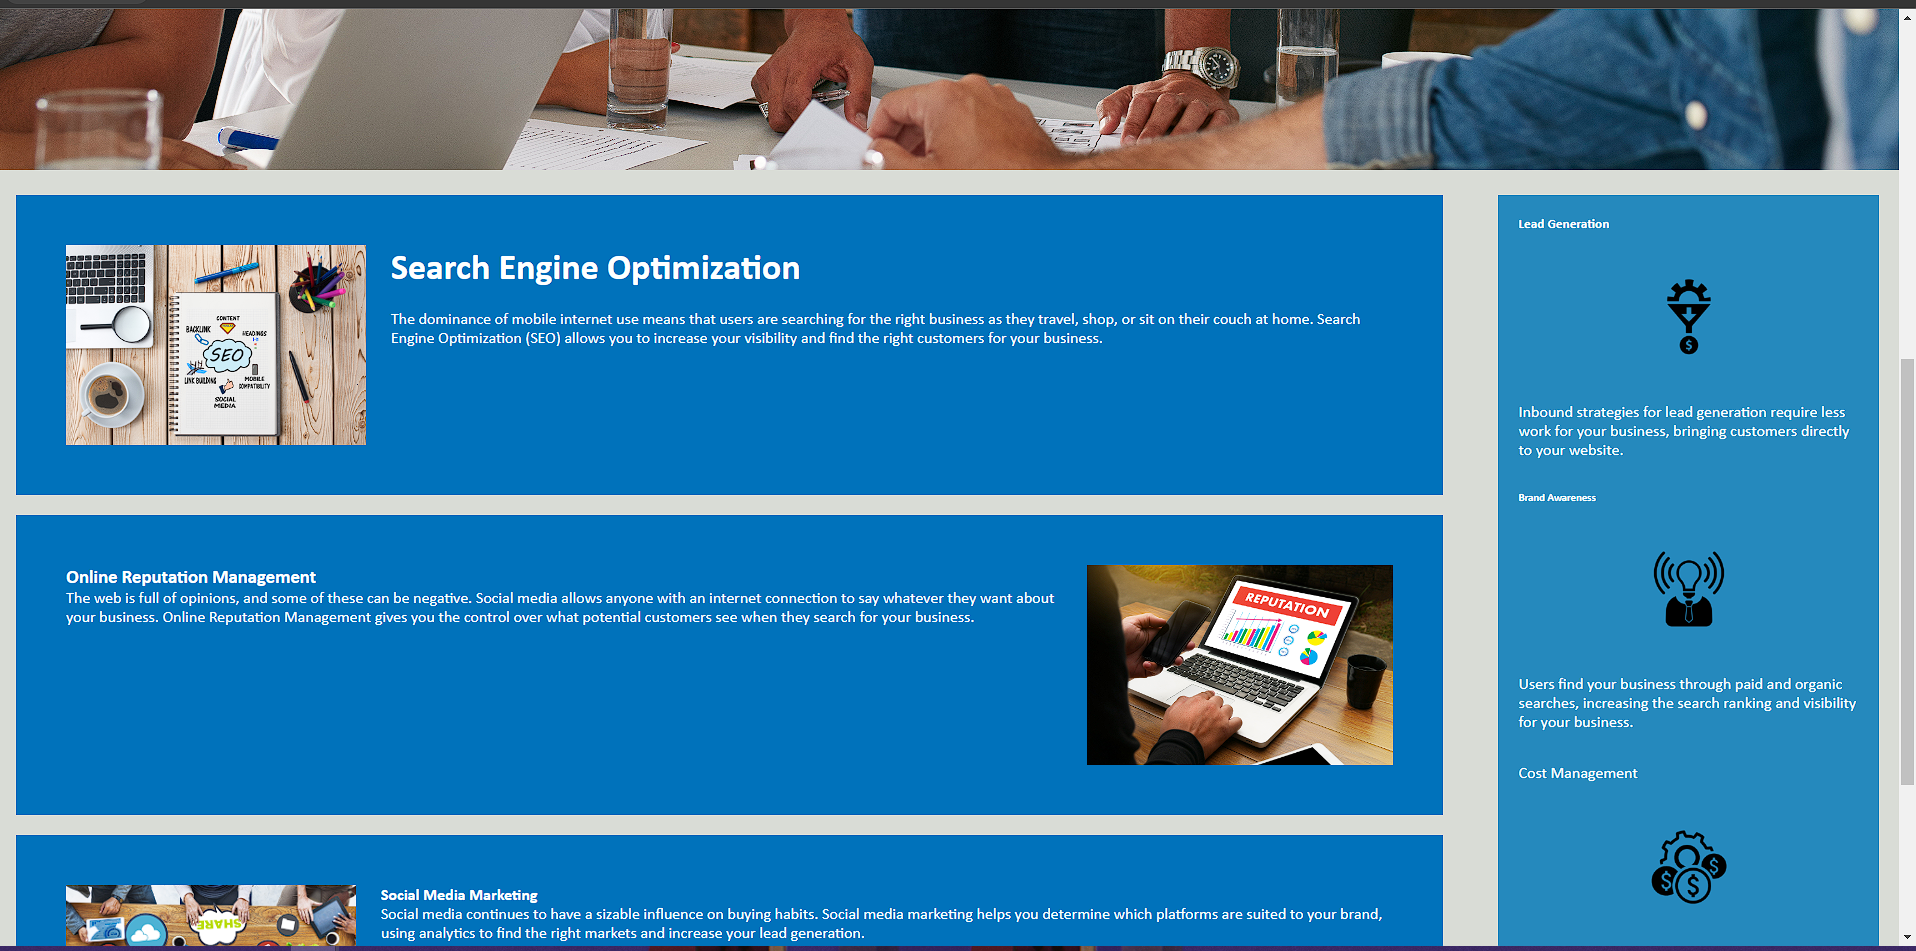 Search Engine Optimization
The dominance of mobile internet use means that users are searching for the right business as they travel, shop, or sit on their couch at home. Search
Engine Optimization (SEO) allows you to increase your visibility and find the right customers for your business.
CONTENT
BACKLINK
HEADINGS
SEO
LINK BUILDING
MOBILE
COMPATIBILITY
SOCIAL
MEDIA
Online Reputation Management
The web is full of opinions, and some of these can be negative. Social media allows anyone with an internet connection to say whatever they want about
your business. Online Reputation Management gives you the control over what potential customers see when they search for your business.
REPUTATION
Social Media Marketing
Social media continues to have a sizable influence on buying habits. Social media marketing helps you determine which platforms are suited to your brand,
using analytics to find the right markets and increase your lead generation.
SHARE
Lead Generation
$
Inbound strategies for lead generation require less
work for your business, bringing customers directly
to your website.
Brand Awareness
Users find your business through paid and organic
searches, increasing the search ranking and visibility
for your business.
Cost Management
$
$
$